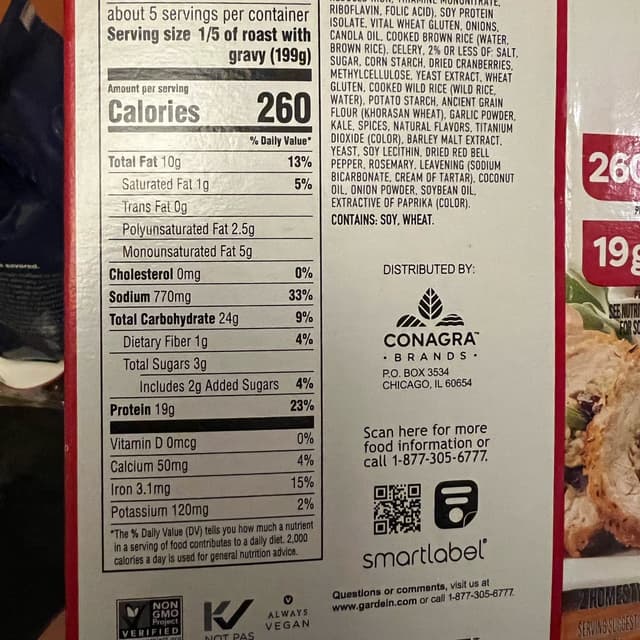 about 5 servings per container
Serving size 1/5 of roast with
gravy (199g)
Amount per serving
Calories 260
% Daily Value*
Total Fat 10g 13%
Saturated Fat 1g 5%
Trans Fat 0g
Polyunsaturated Fat 2.5g
Monounsaturated Fat 5g
Cholesterol 0mg 0%
Sodium 770mg 33%
Total Carbohydrate 24g 9%
Dietary Fiber 1g 4%
Total Sugars 3g
Includes 2g Added Sugars 4%
Protein 19g 23%
Vitamin D 0mcg 0%
Calcium 50mg 4%
Iron 3.1mg 15%
Potassium 120mg 2%
*The % Daily Value (DV) tells you how much a nutrient
in a serving of food contributes to a daily diet. 2,000
calories a day is used for general nutrition advice.
NON
GMO
Project
VERIFIED
NOT PAS
ALWAYS
VEGAN
RIBOFLAVIN, FOLIC ACID), SOY PROTEIN
ISOLATE, VITAL WHEAT GLUTEN, ONIONS,
CANOLA OIL, COOKED BROWN RICE (WATER,
BROWN RICE), CELERY, 2% OR LESS OF: SALT,
SUGAR, CORN STARCH, DRIED CRANBERRIES,
METHYLCELLULOSE, YEAST EXTRACT, WHEAT
GLUTEN, COOKED WILD RICE (WILD RICE,
WATER), POTATO STARCH, ANCIENT GRAIN
FLOUR (KHORASAN WHEAT), GARLIC POWDER,
KALE, SPICES, NATURAL FLAVORS, TITANIUM
DIOXIDE (COLOR), BARLEY MALT EXTRACT,
YEAST, SOY LECITHIN, DRIED RED BELL
PEPPER, ROSEMARY, LEAVENING (SODIUM
BICARBONATE, CREAM OF TARTAR), COCONUT
OIL, ONION POWDER, SOYBEAN OIL,
EXTRACTIVE OF PAPRIKA (COLOR).
CONTAINS: SOY, WHEAT.
DISTRIBUTED BY:
CONAGRA™
• BRANDS •
P.O. BOX 3534
CHICAGO, IL 60654
Scan here for more
food information or
call 1-877-305-6777.
smartlabel®
Questions or comments, visit us at
www.gardein.com or call 1-877-305-6777.
260
19g
SEE NUTRI
FOR SO
2 HOMESTY
SERVING SUGGEST